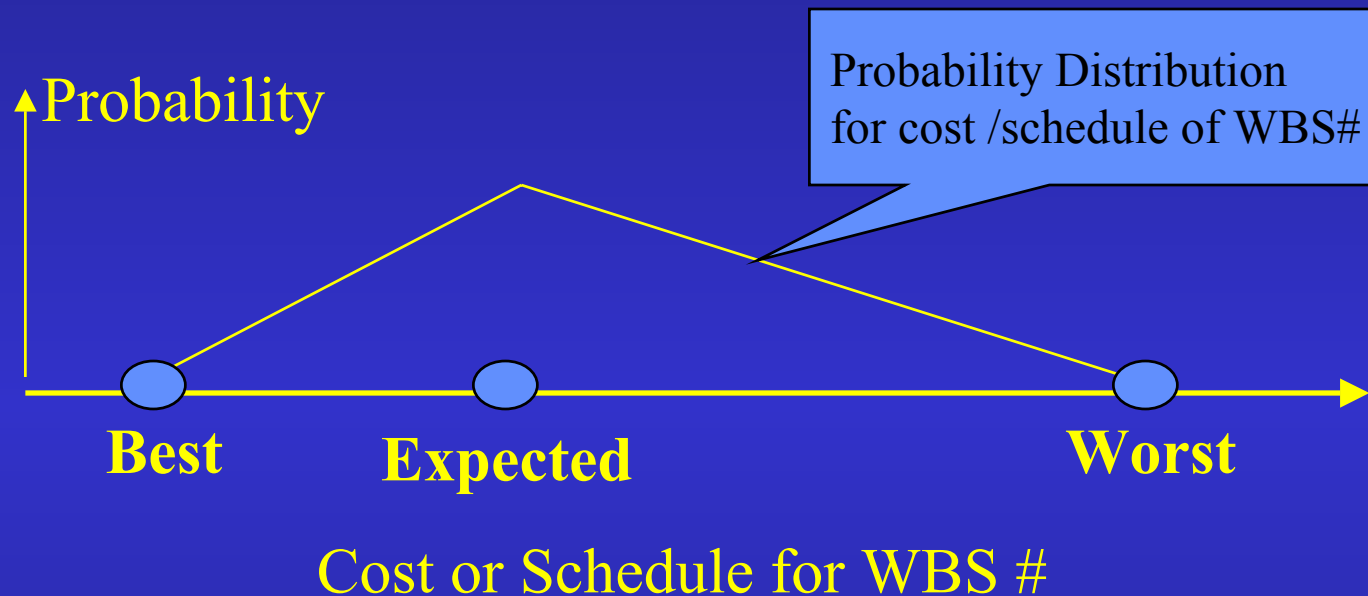 Probability
Probability Distribution
for cost /schedule of WBS#
Best
Expected
Worst
Cost or Schedule for WBS #